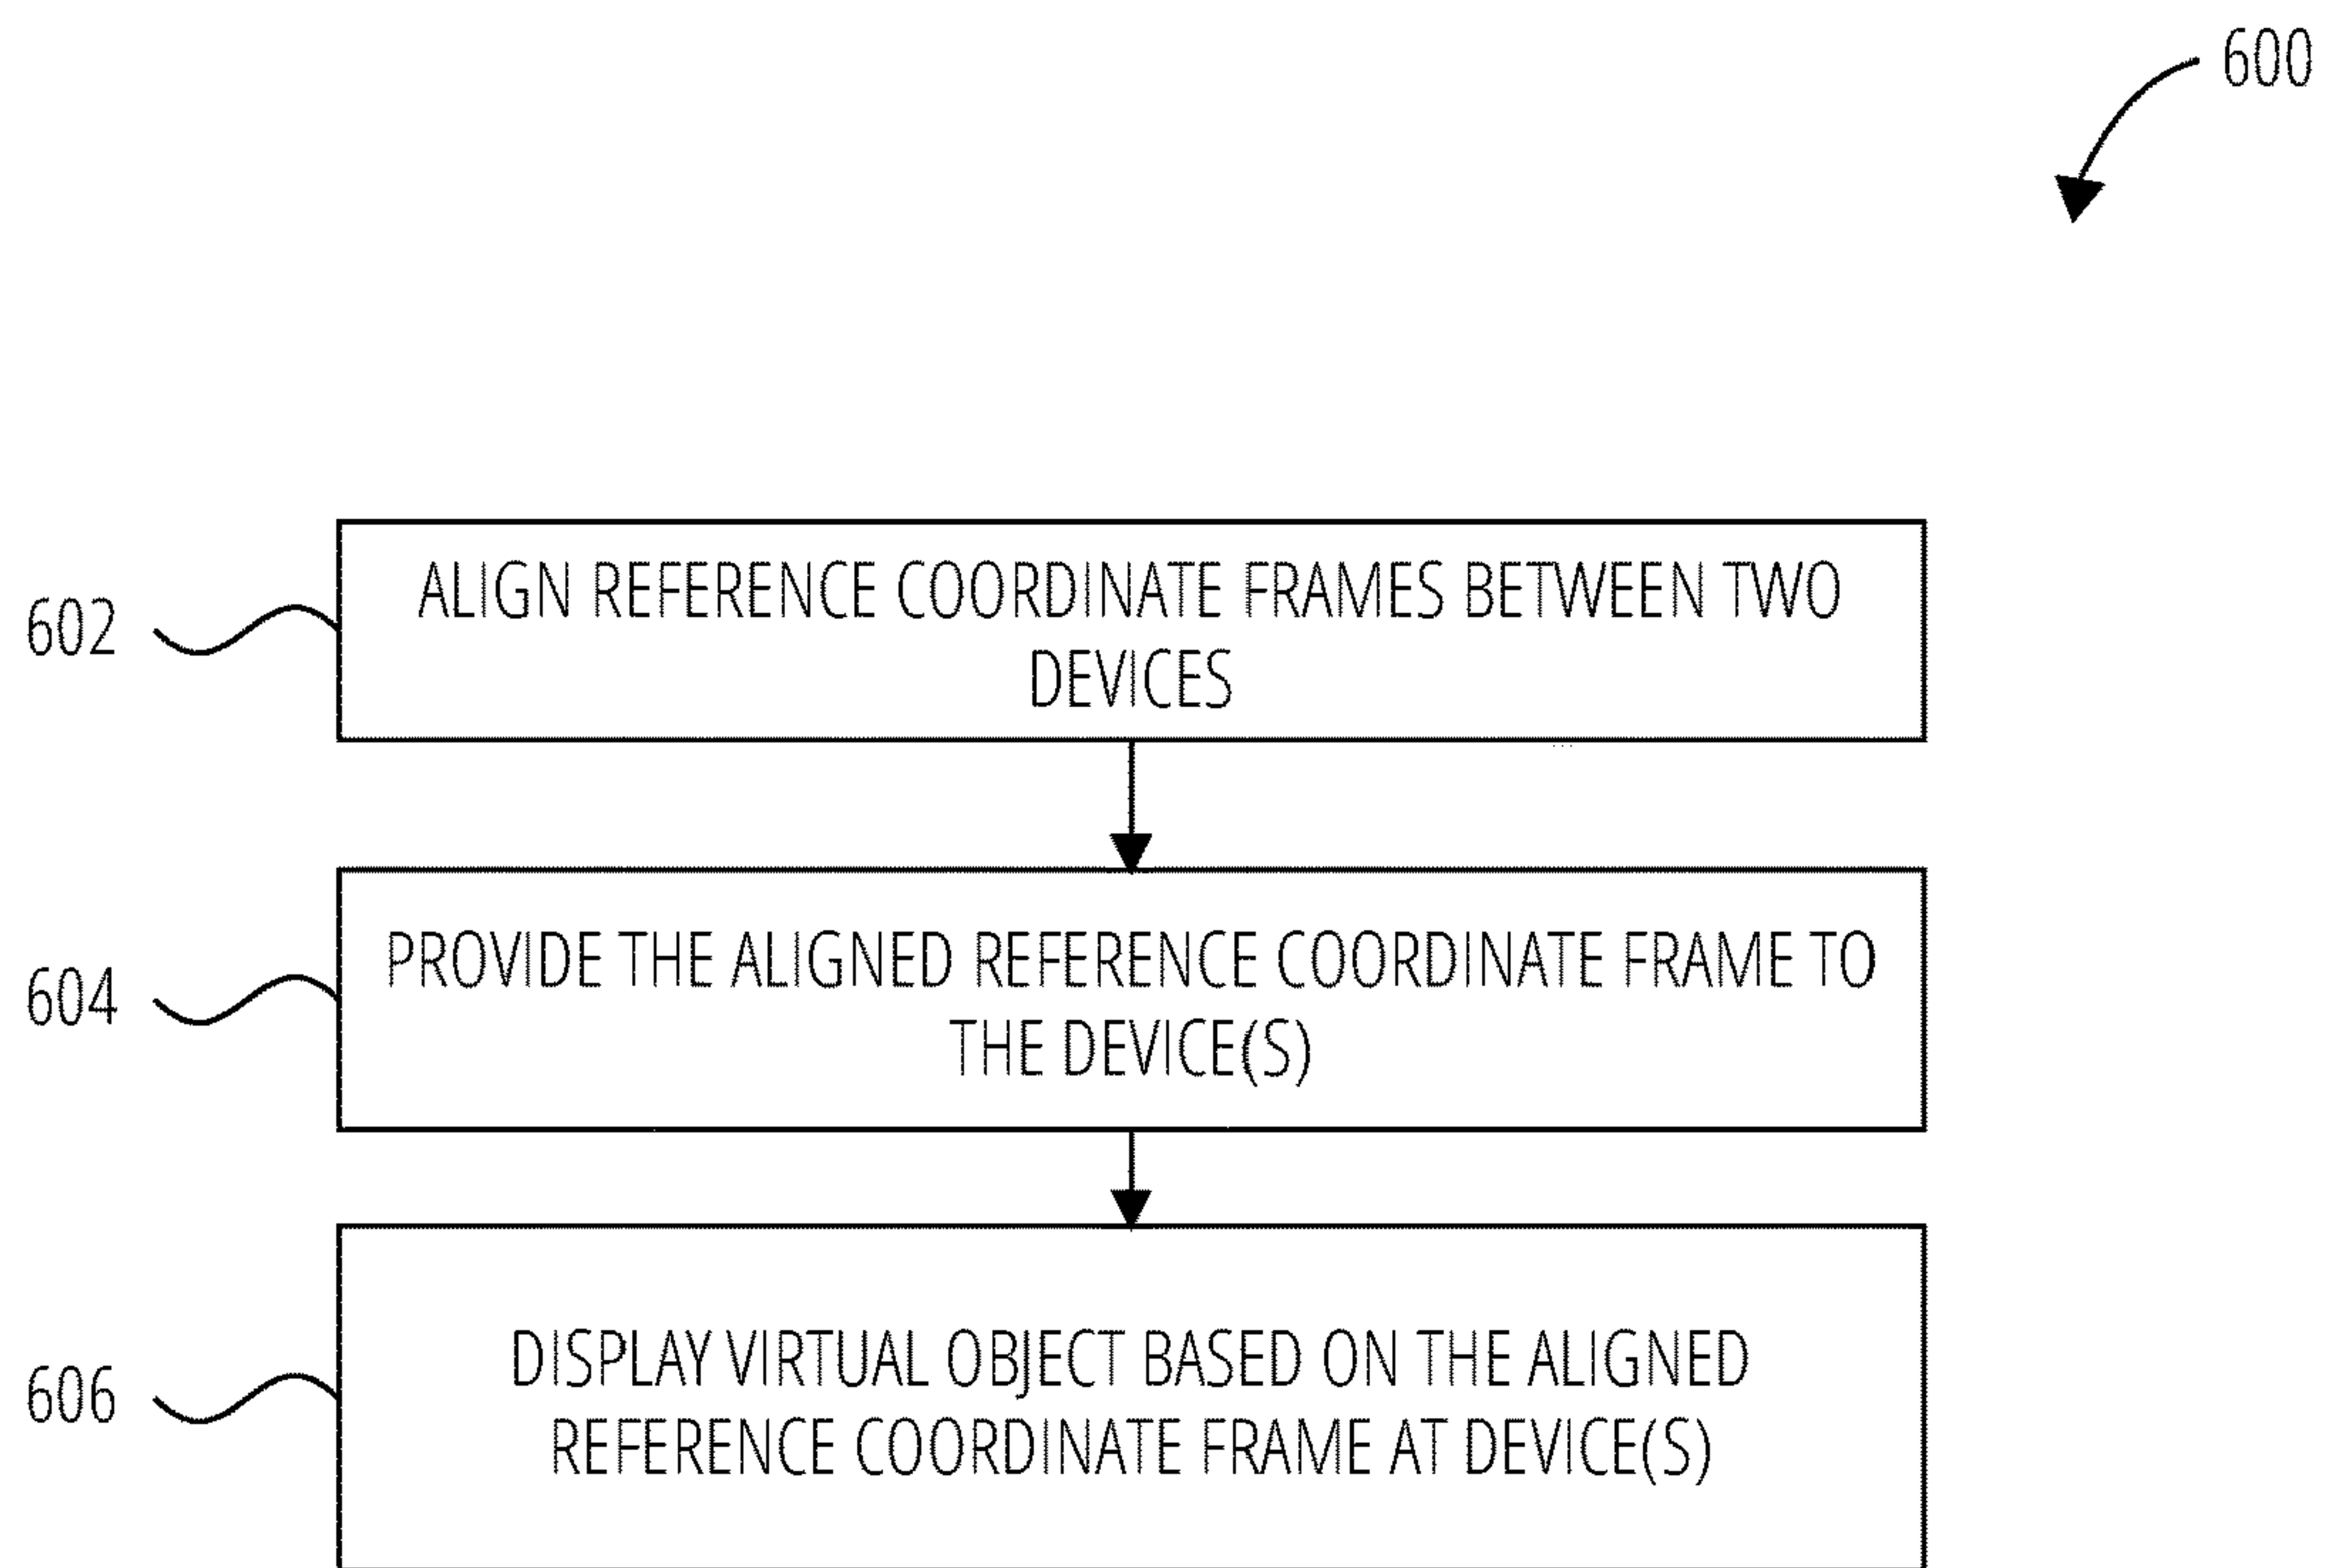 600
602
ALIGN REFERENCE COORDINATE FRAMES BETWEEN TWO
DEVICES
604
PROVIDE THE ALIGNED REFERENCE COORDINATE FRAME TO
THE DEVICE(S)
606
DISPLAY VIRTUAL OBJECT BASED ON THE ALIGNED
REFERENCE COORDINATE FRAME AT DEVICE(S)